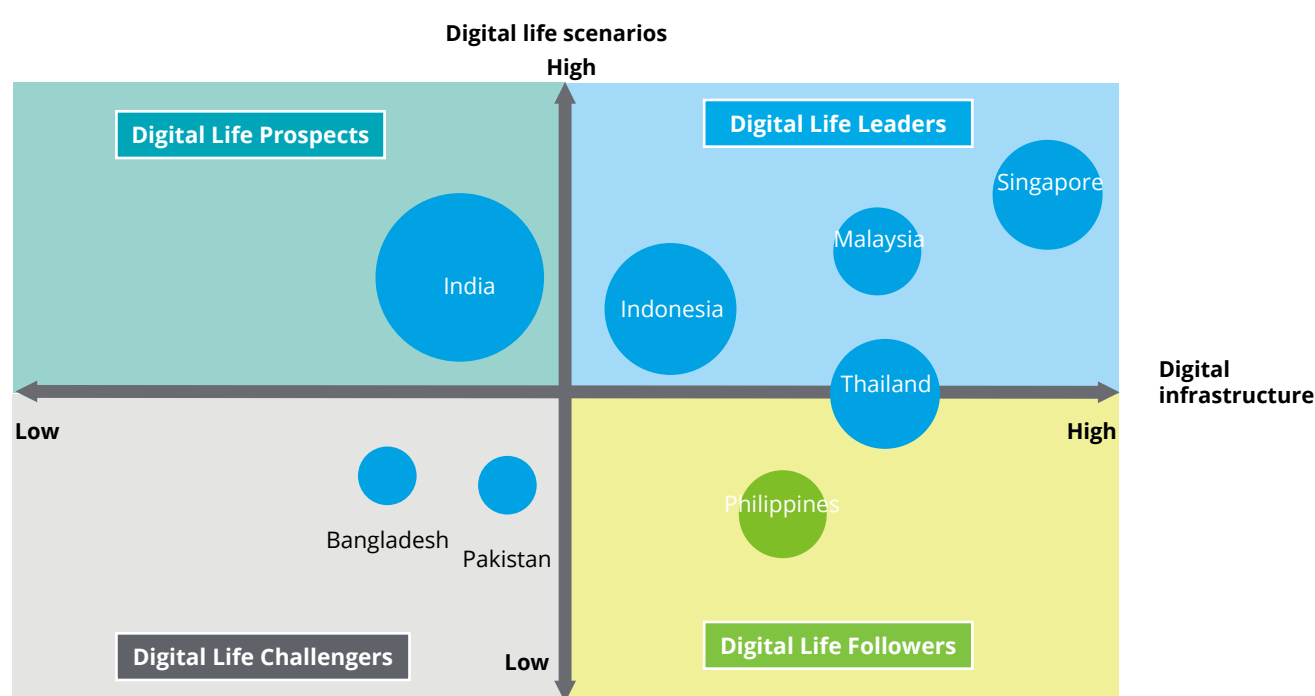 Digital life scenarios
High
Digital Life Prospects
Digital Life Leaders
Singapore
Malaysia
India
Indonesia
Thailand
Digital
infrastructure
Low
High
Philippines
Bangladesh
Pakistan
Digital Life Challengers
Low
Digital Life Followers